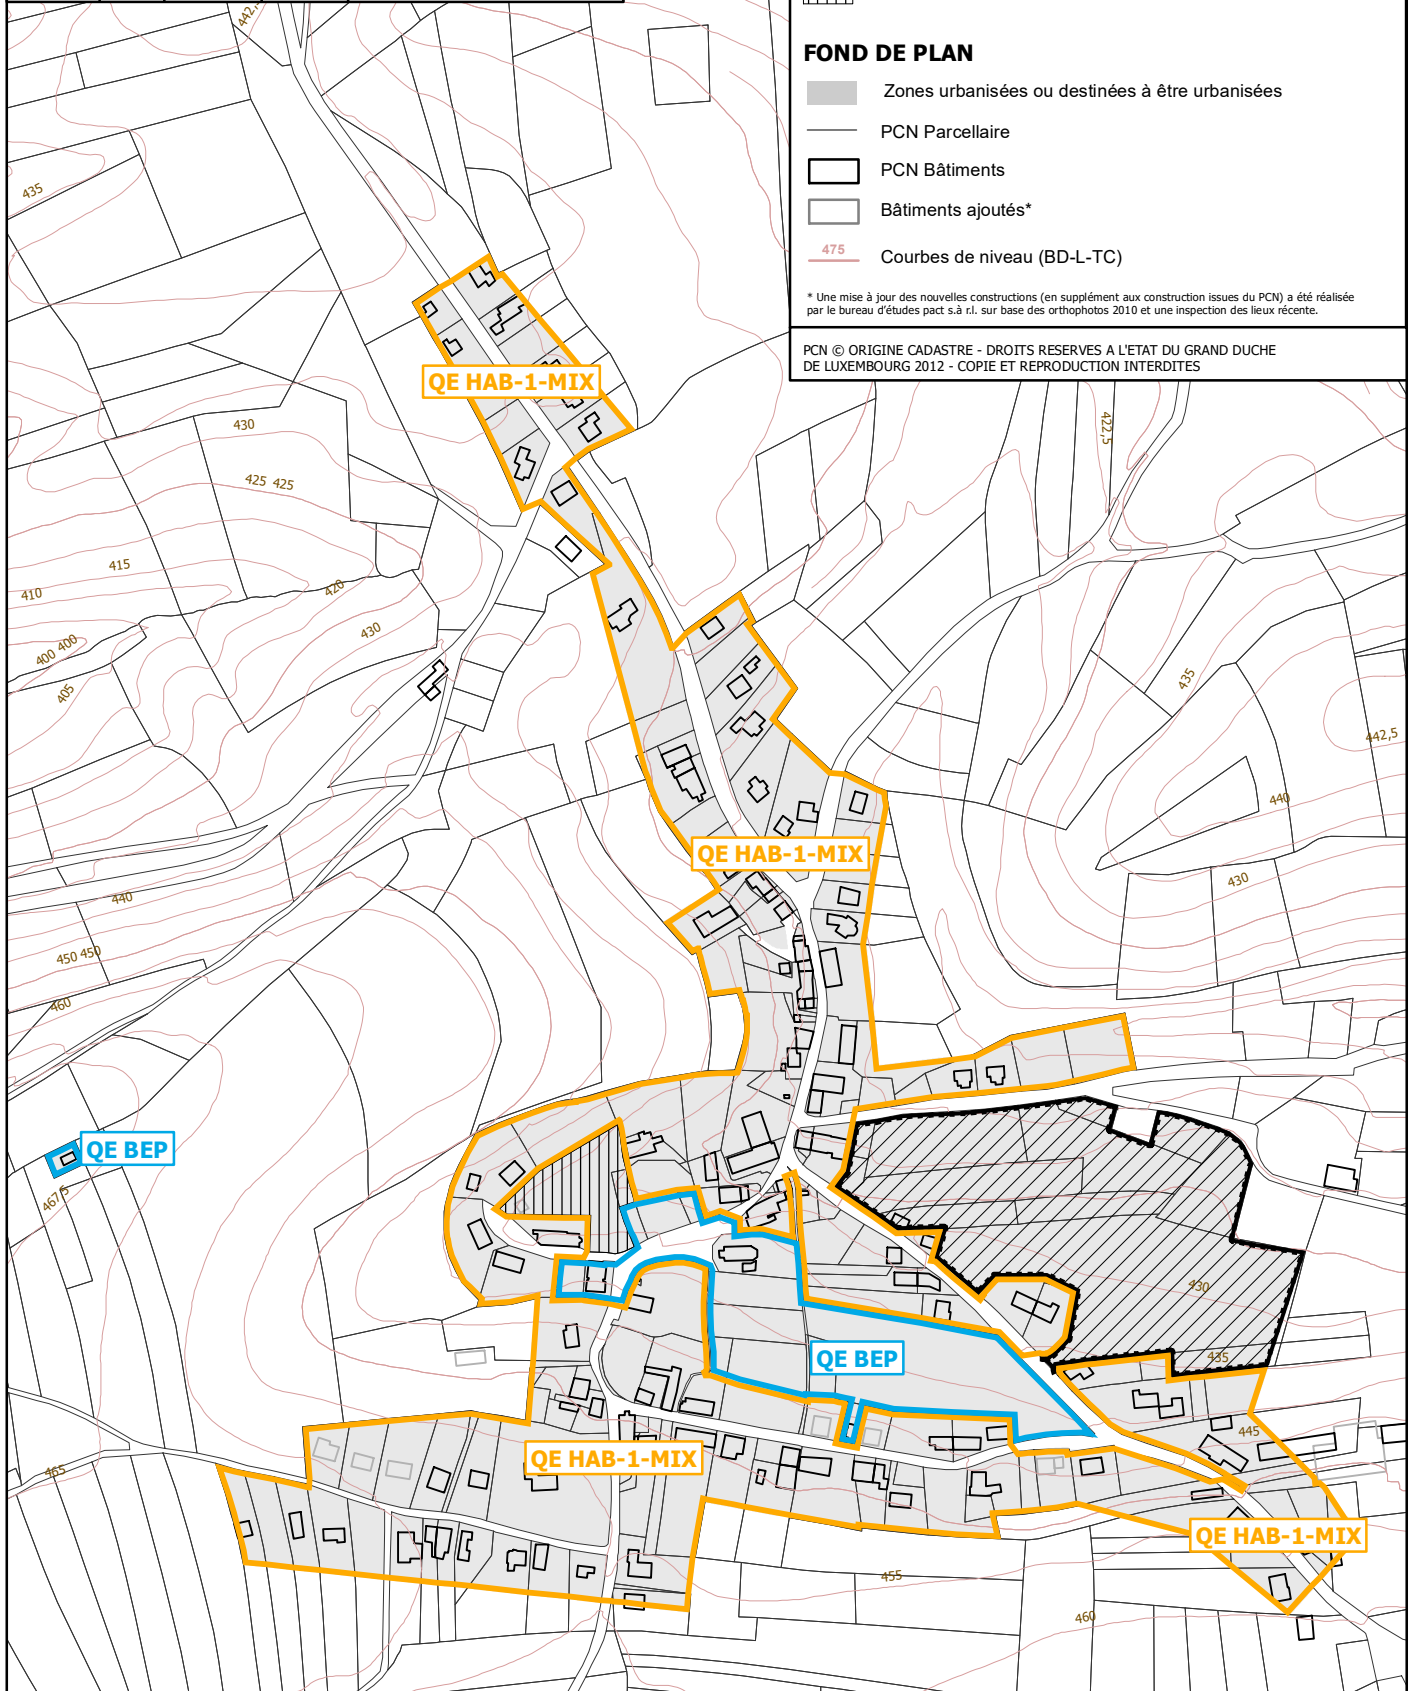 FOND DE PLAN
Zones urbanisées ou destinées à être urbanisées
PCN Parcellaire
PCN Bâtiments
Bâtiments ajoutés*
475 Courbes de niveau (BD-L-TC)
* Une mise à jour des nouvelles constructions (en supplément aux construction issues du PCN) a été réalisée
par le bureau d'études pact s.à r.l. sur base des orthophotos 2010 et une inspection des lieux récente.
PCN © ORIGINE CADASTRE - DROITS RESERVES A L'ETAT DU GRAND DUCHE
DE LUXEMBOURG 2012 - COPIE ET REPRODUCTION INTERDITES
435
QE HAB-1-MIX
430
422,5
425 425
415
410
420
430
400 400
405
435
442,5
440
QE HAB-1-MIX
430
440
450 450
460
QE BEP
467,5
430
QE BEP
435
445
QE HAB-1-MIX
465
QE HAB-1-MIX
455
460